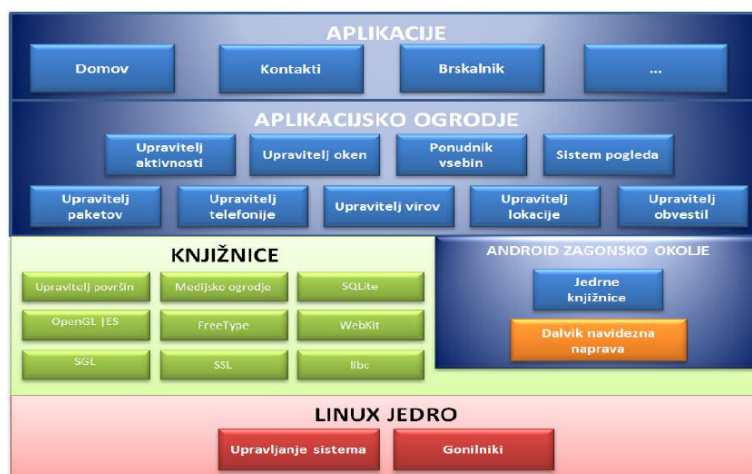 APLIKACIJE
Domov
Kontakti
Brskalnik
...
APLIKACIJSKO OGRODJE
Upravitelj
aktivnosti
Upravitelj oken
Ponudnik
vsebin
Sistem pogleda
Upravitelj
paketov
Upravitelj
telefonije
Upravitelj virov
Upravitelj
lokacije
Upravitelj
obvestil
KNJIŽNICE
Upravitelj površin
Medijsko ogrodje
SQLite
OpenGL |ES
FreeType
WebKit
SGL
SSL
libc
ANDROID ZAGONSKO OKOLJE
Jedrne
knjižnice
Dalvik navidezna
naprava
LINUX JEDRO
Upravljanje sistema
Gonilniki